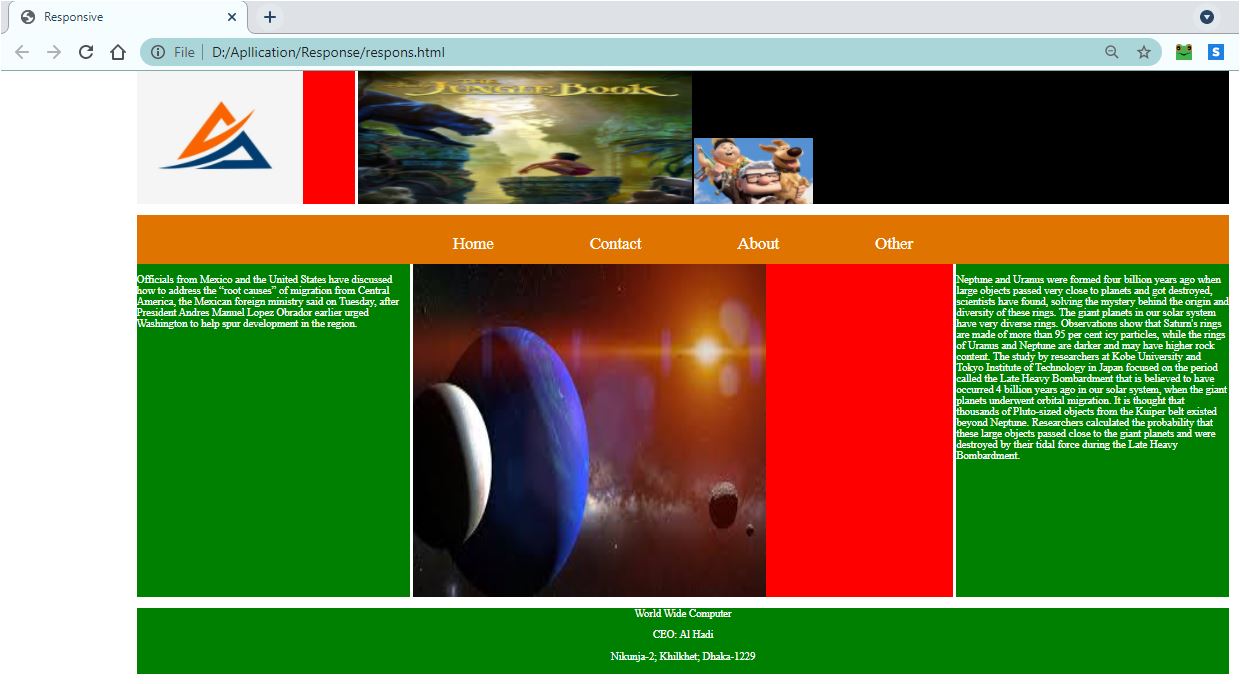 Responsive
File
D:/Apllication/Response/respons.html
S
THE
JUNGLE BOOK
Home Contact About Other
Officials from Mexico and the United States have discussed
how to address the “root causes” of migration from Central
America, the Mexican foreign ministry said on Tuesday, after
President Andres Manuel Lopez Obrador earlier urged
Washington to help spur development in the region.
Neptune and Uranus were formed four billion years ago when
large objects passed very close to planets and got destroyed,
scientists have found, solving the mystery behind the origin and
diversity of these rings. The giant planets in our solar system
have very diverse rings. Observations show that Saturn's rings
are made of more than 95 per cent icy particles, while the rings
of Uranus and Neptune are darker and may have higher rock
content. The study by researchers at Kobe University and
Tokyo Institute of Technology in Japan focused on the period
called the Late Heavy Bombardment that is believed to have
occurred 4 billion years ago in our solar system, when the giant
planets underwent orbital migration. It is thought that
thousands of Pluto-sized objects from the Kuiper belt existed
beyond Neptune. Researchers calculated the probability that
these large objects passed close to the giant planets and were
destroyed by their tidal force during the Late Heavy
Bombardment.
World Wide Computer
CEO: Al Hadi
Nikunja-2; Khilkhet; Dhaka-1229